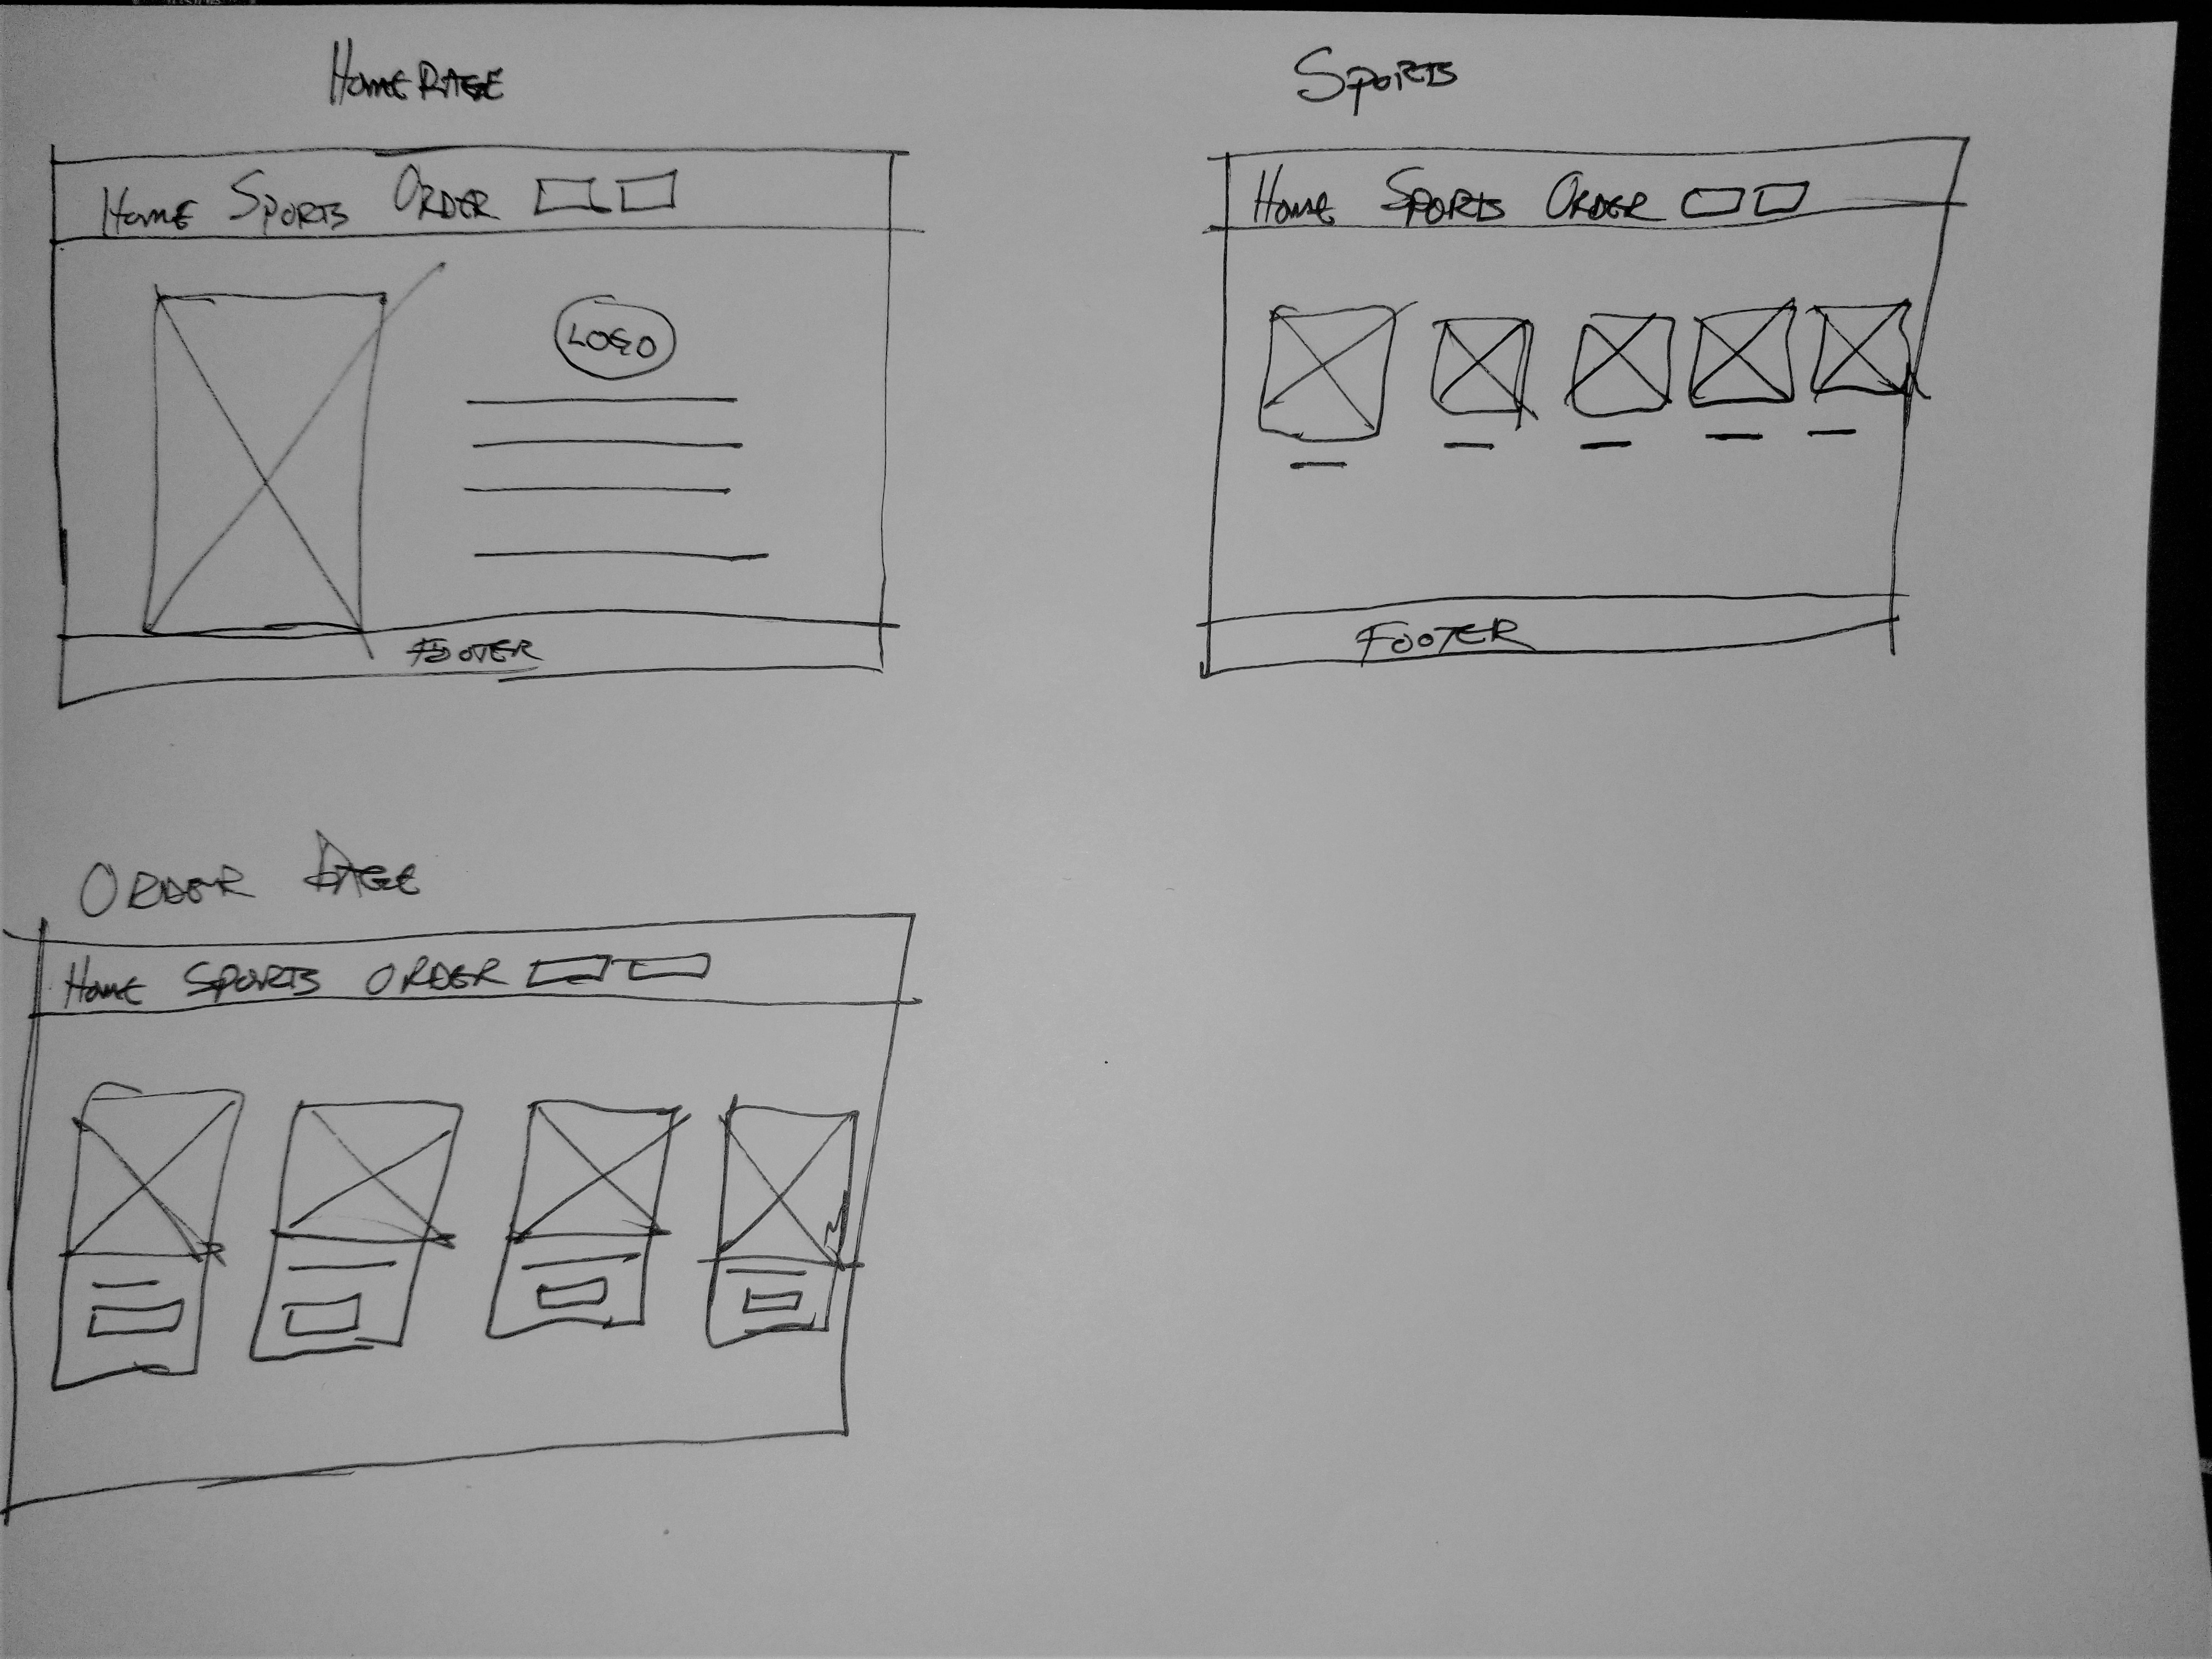 HomePAGE
Home Sports Order
LOGO
FOOTER
Sports
Home Sports Order
FOOTER
ORDER PAGE
Home SPORTS ORDER